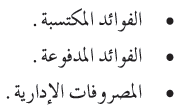 • الفوائد المكتسبة .
• الفوائد المدفوعة .
• المصروفات الإدارية .